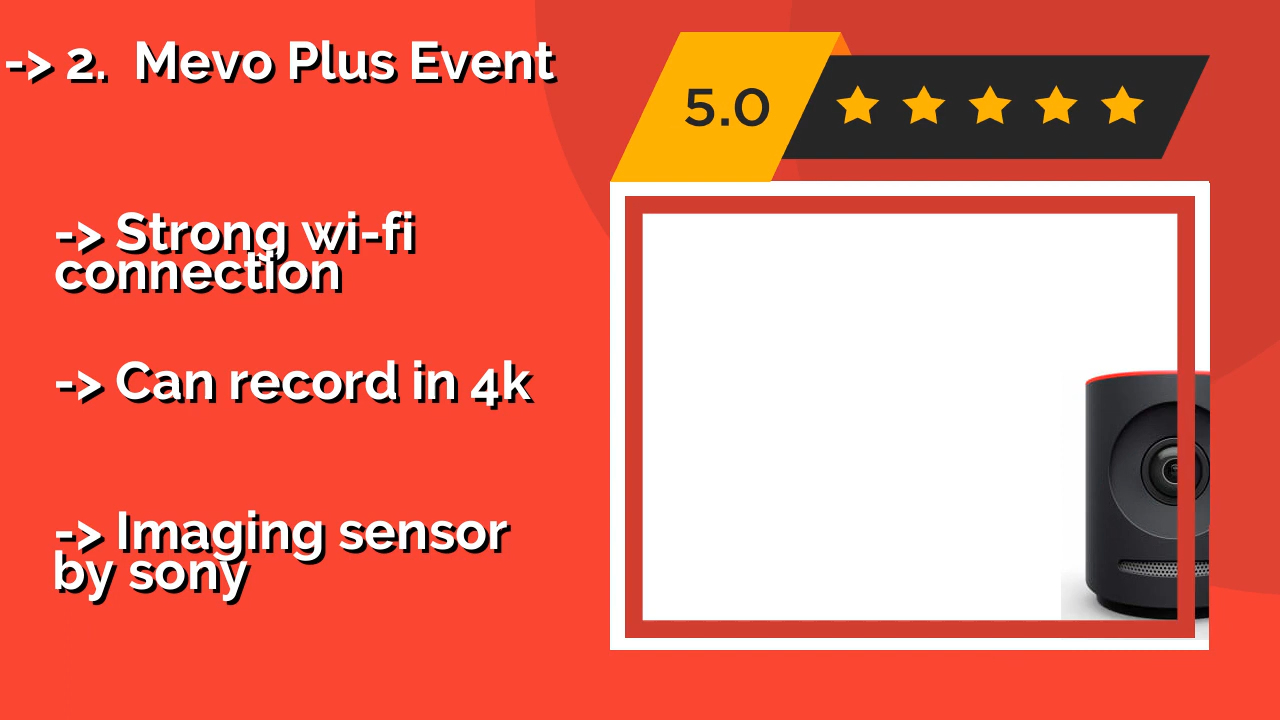 -> 2.  Mevo Plus Event
5.0
-> Strong wi-fi
connection
-> Can record in 4k
-> Imaging sensor
by sony